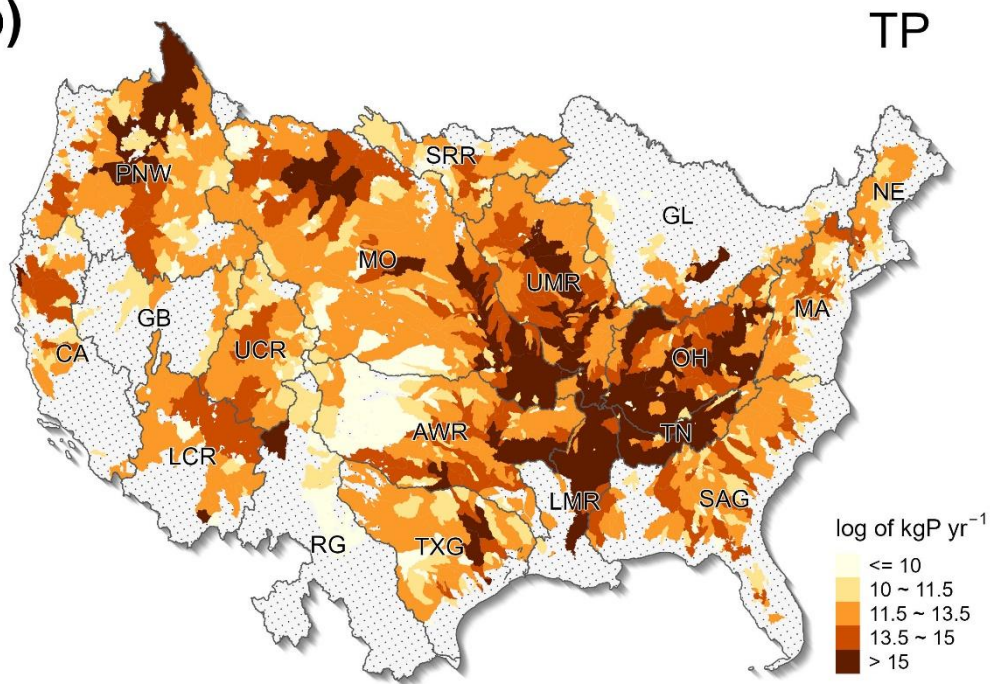 )
TP
PNW
SRR
NE
GL
MO
UMR
MA
GB
UCR
CA
OH
AWR
TN
LCR
LMR
SAG
RG
TXG
log of kgP yr⁻¹
<= 10
10 ~ 11.5
11.5 ~ 13.5
13.5 ~ 15
> 15